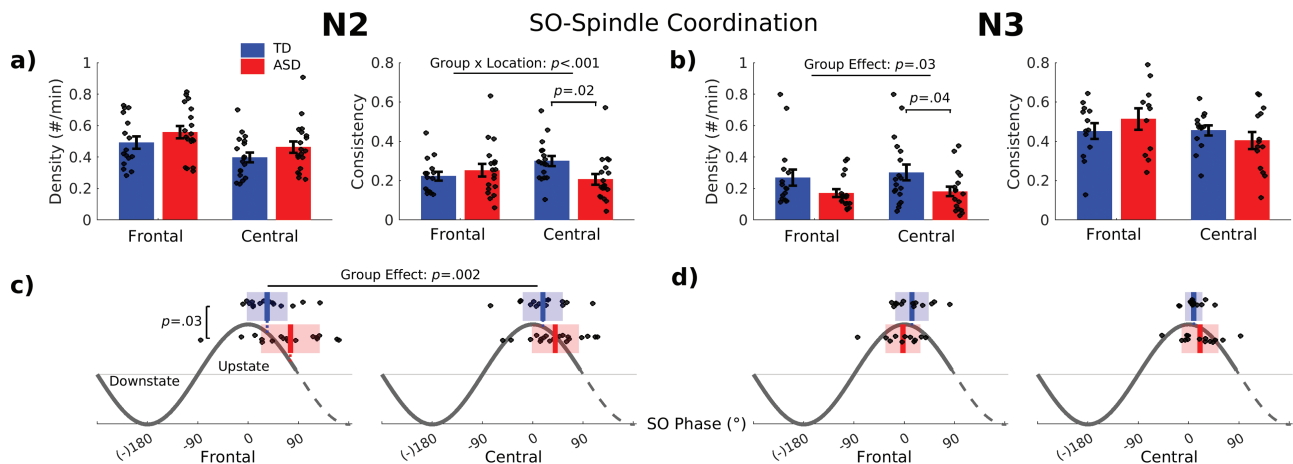 SO-Spindle Coordination
N2
N3
a)
TD
ASD
Density (#/min)
1
0.8
0.6
0.4
0.2
0
Frontal
Central
Consistency
0.8
0.6
0.4
0.2
0
Group x Location: p<.001
p=.02
Frontal
Central
b)
Density (#/min)
1
0.8
0.6
0.4
0.2
0
Group Effect: p=.03
p=.04
Frontal
Central
Consistency
0.8
0.6
0.4
0.2
0
Frontal
Central
c)
Group Effect: p=.002
p=.03
Upstate
Downstate
(-)180
-90
0
90
Frontal
(-)180
-90
0
90
Central
d)
SO Phase (°)
(-)180
-90
0
90
Frontal
(-)180
-90
0
90
Central